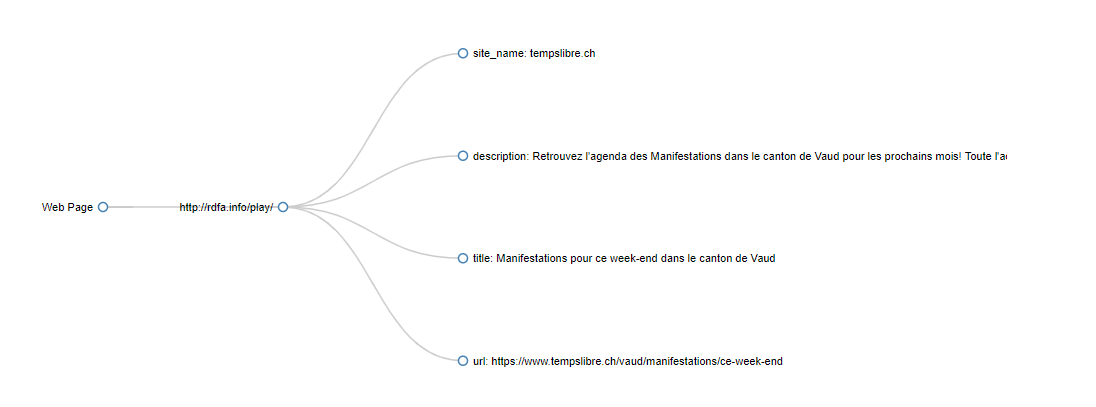 site_name: tempslibre.ch
description: Retrouvez l'agenda des Manifestations dans le canton de Vaud pour les prochains mois! Toute l'a
Web Page
http://rdfa.info/play/
title: Manifestations pour ce week-end dans le canton de Vaud
url: https://www.tempslibre.ch/vaud/manifestations/ce-week-end